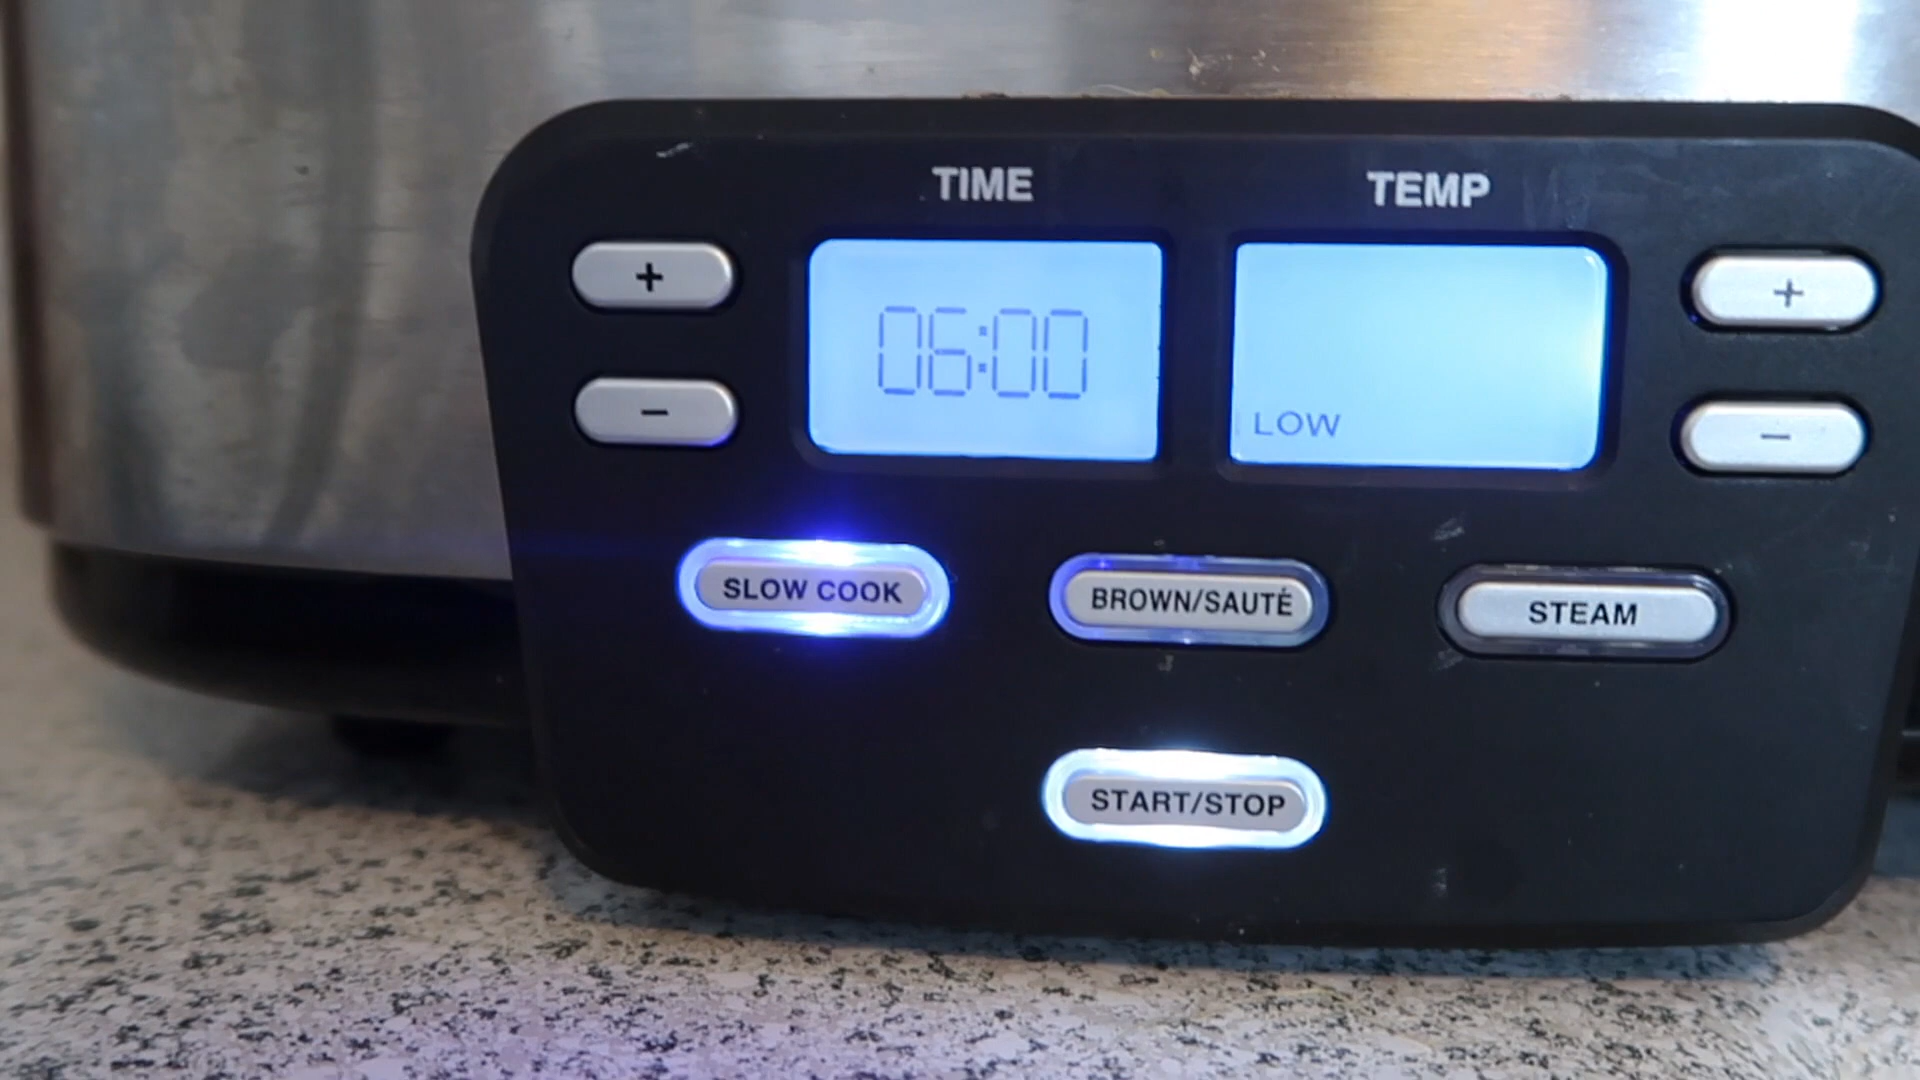 TIME
TEMP
+
06:00
+
-
LOW
-
SLOW COOK
BROWN/SAUTÉ
STEAM
START/STOP